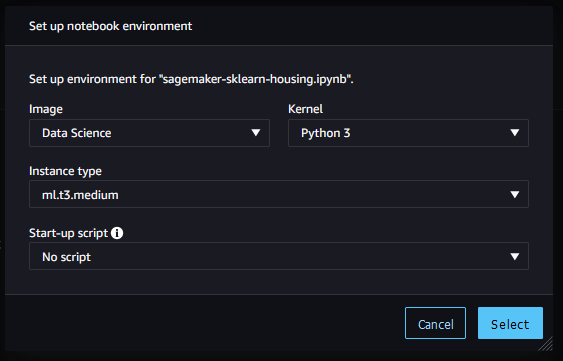 Set up notebook environment
Set up environment for "sagemaker-sklearn-housing.ipynb".
Image
Kernel
Data Science
Python 3
Instance type
ml.t3.medium
Start-up script
No script
Cancel
Select